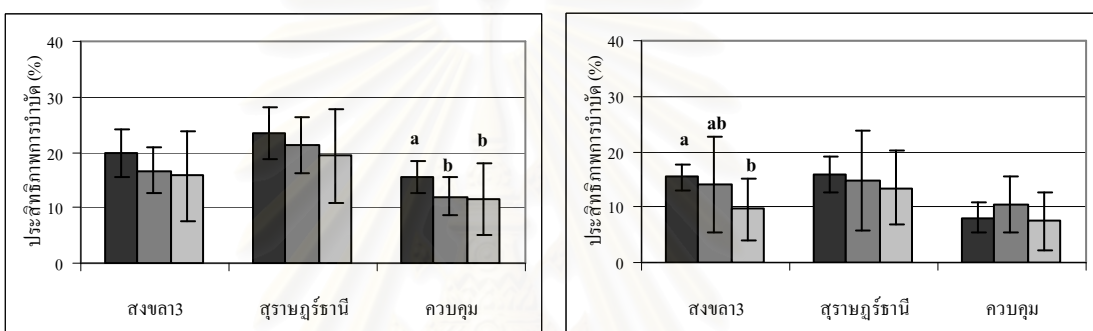 ประสิทธิภาพการบำบัด (%)
40
30
20
10
0
a
b
b
สงขลา3
สุราษฎร์ธานี
ควบคุม
ประสิทธิภาพการบำบัด (%)
40
30
20
10
0
a
ab
b
สงขลา3
สุราษฎร์ธานี
ควบคุม